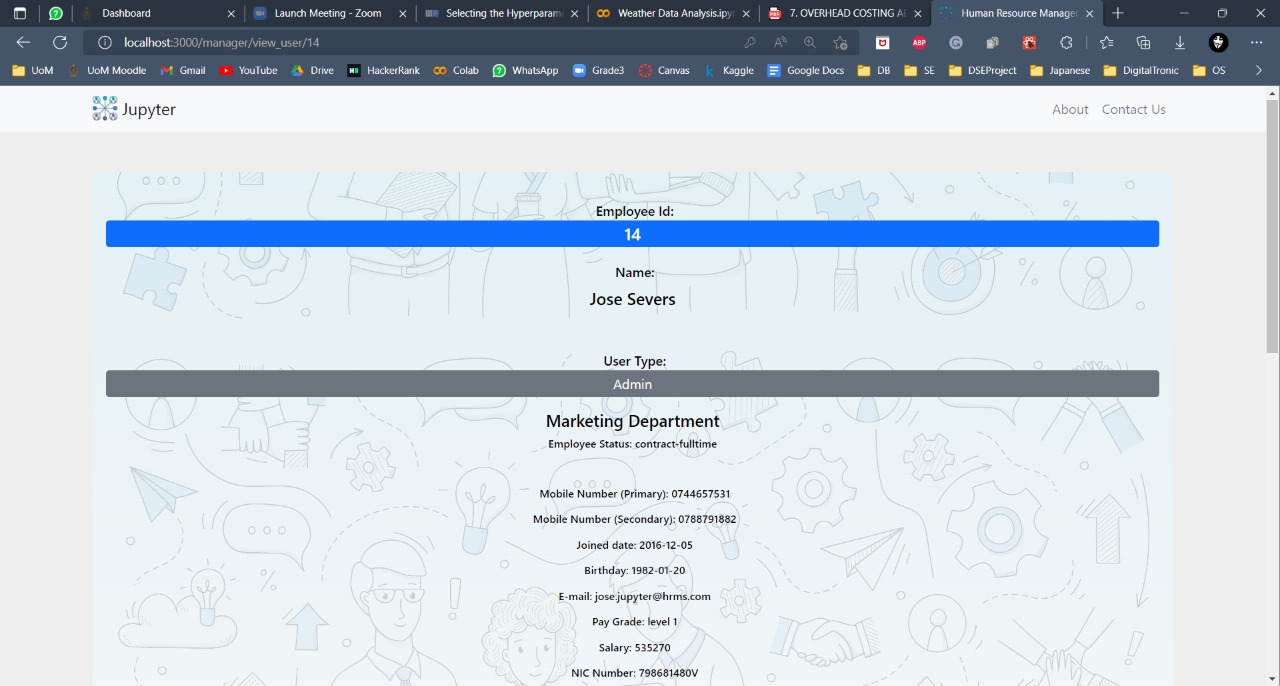 Dashboard
Launch Meeting - Zoom
Selecting the Hyperparam
Weather Data Analysis.ipyn
7. OVERHEAD COSTING A
Human Resource Manage
localhost:3000/manager/view_user/14
ABP
UoM
UoM Moodle
Gmail
YouTube
Drive
HackerRank
Colab
WhatsApp
Grade3
Canvas
Kaggle
Google Docs
DB
SE
DSEProject
Japanese
DigitalTronic
OS
Jupyter
About
Contact Us
Employee Id:
14
Name:
Jose Severs
User Type:
Admin
Marketing Department
Employee Status: contract-fulltime
Mobile Number (Primary): 0744657531
Mobile Number (Secondary): 0788791882
Joined date: 2016-12-05
Birthday: 1982-01-20
E-mail: jose.jupyter@hrms.com
Pay Grade: level 1
Salary: 535270
NIC Number: 798681480V